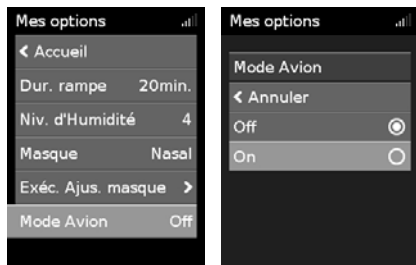 Mes options
Accueil
Dur. rampe 20min.
Niv. d'Humidité 4
Masque Nasal
Exéc. Ajus. masque
Mode Avion Off
Mes options
Mode Avion
Annuler
Off
On